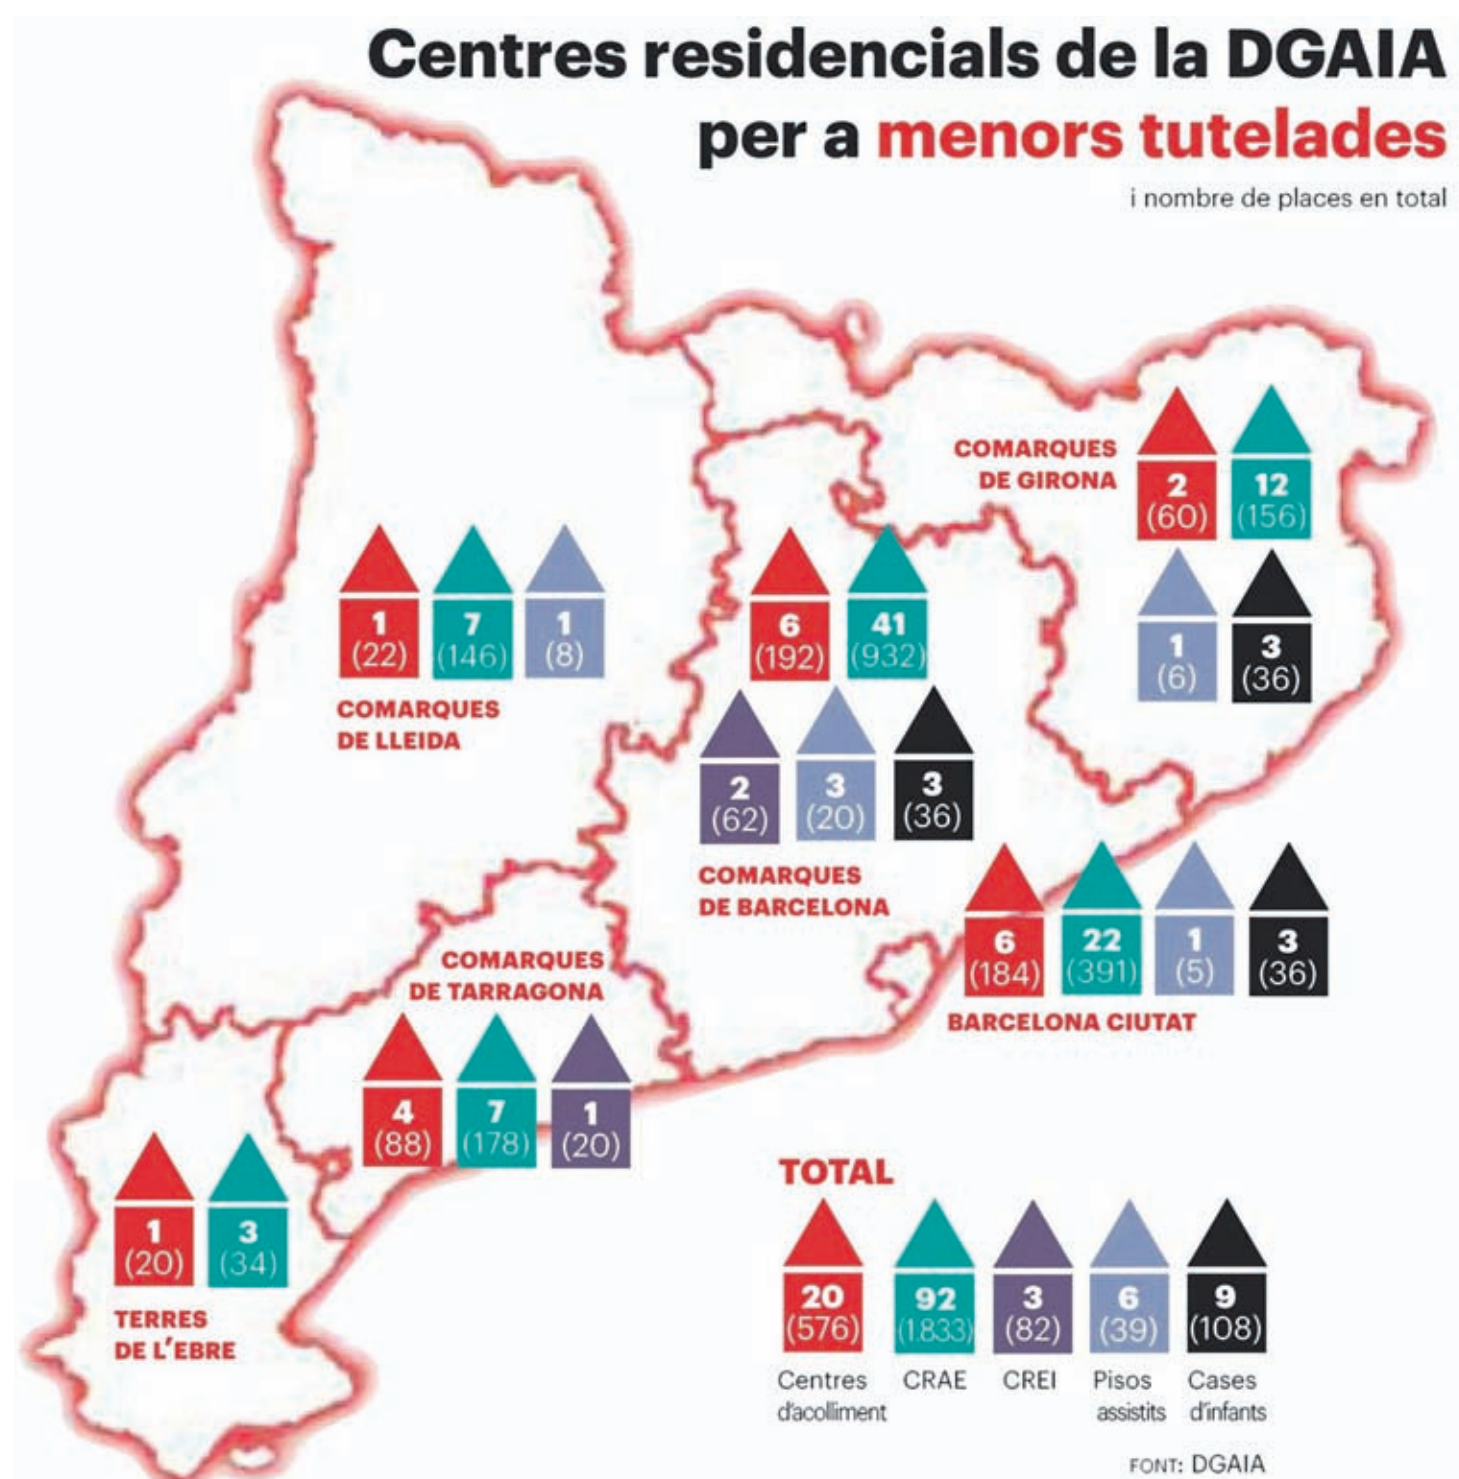 Centres residencials de la DGAIA
per a menors tutelades
i nombre de places en total
COMARQUES
DE GIRONA
2 12
(60) (156)
1 3
(6) (36)
1 7 1
(22) (146) (8)
COMARQUES
DE LLEIDA
6 41
(192) (932)
2 3 3
(62) (20) (36)
COMARQUES
DE BARCELONA
6 22 1 3
(184) (391) (5) (36)
BARCELONA CIUTAT
COMARQUES
DE TARRAGONA
4 7 1
(88) (178) (20)
1 3
(20) (34)
TERRES
DE L'EBRE
TOTAL
20 92 3 6 9
(576) (1.833) (82) (39) (108)
Centres CRAE CREI Pisos Cases
d'acolliment assistits d'infants
FONT: DGAIA